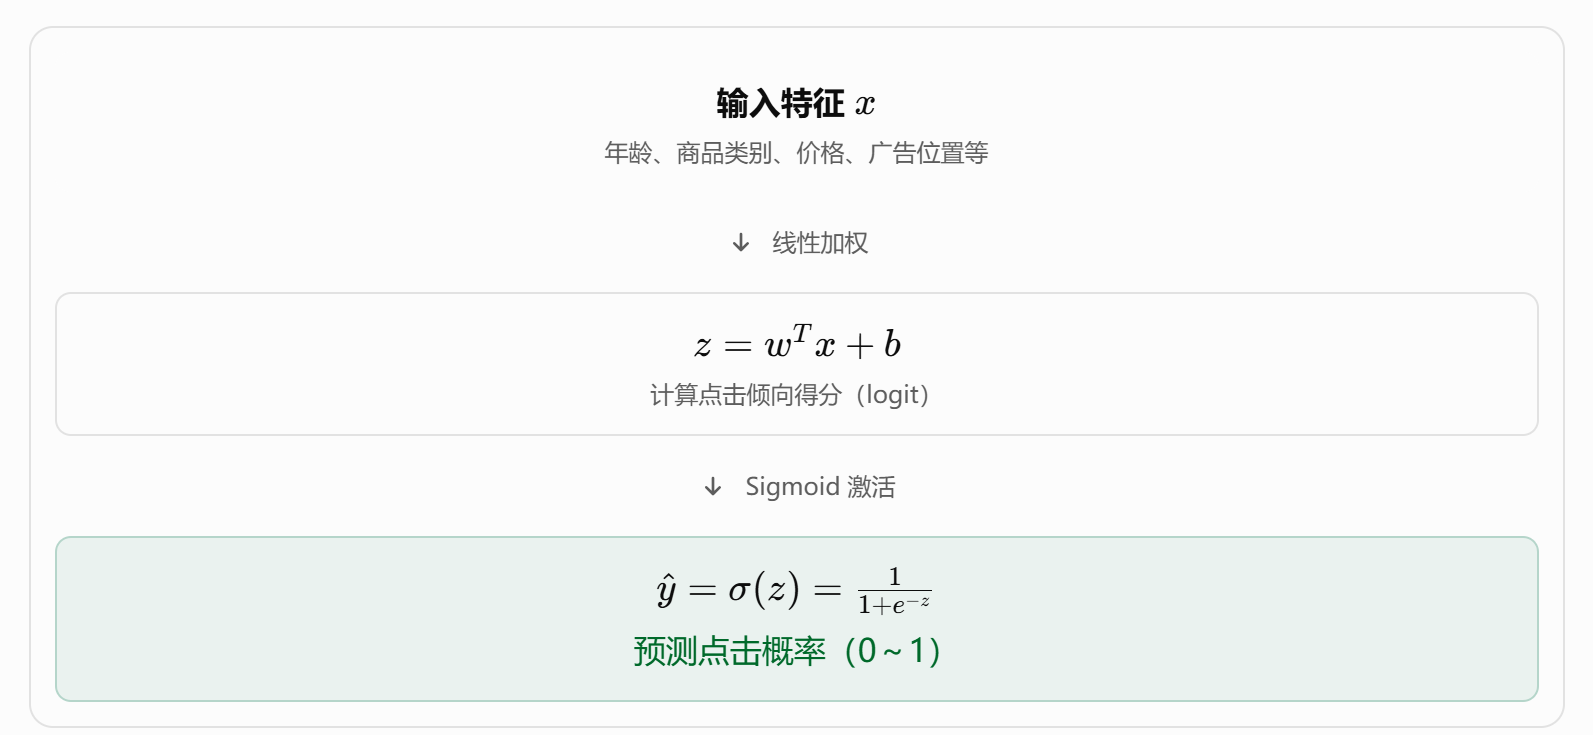 输入特征 x
年龄、商品类别、价格、广告位置等
↓ 线性加权
z = w^T x + b
计算点击倾向得分（logit）
↓ Sigmoid 激活
ŷ = σ(z) = \frac{1}{1+e^{-z}}
预测点击概率（0 ~ 1）